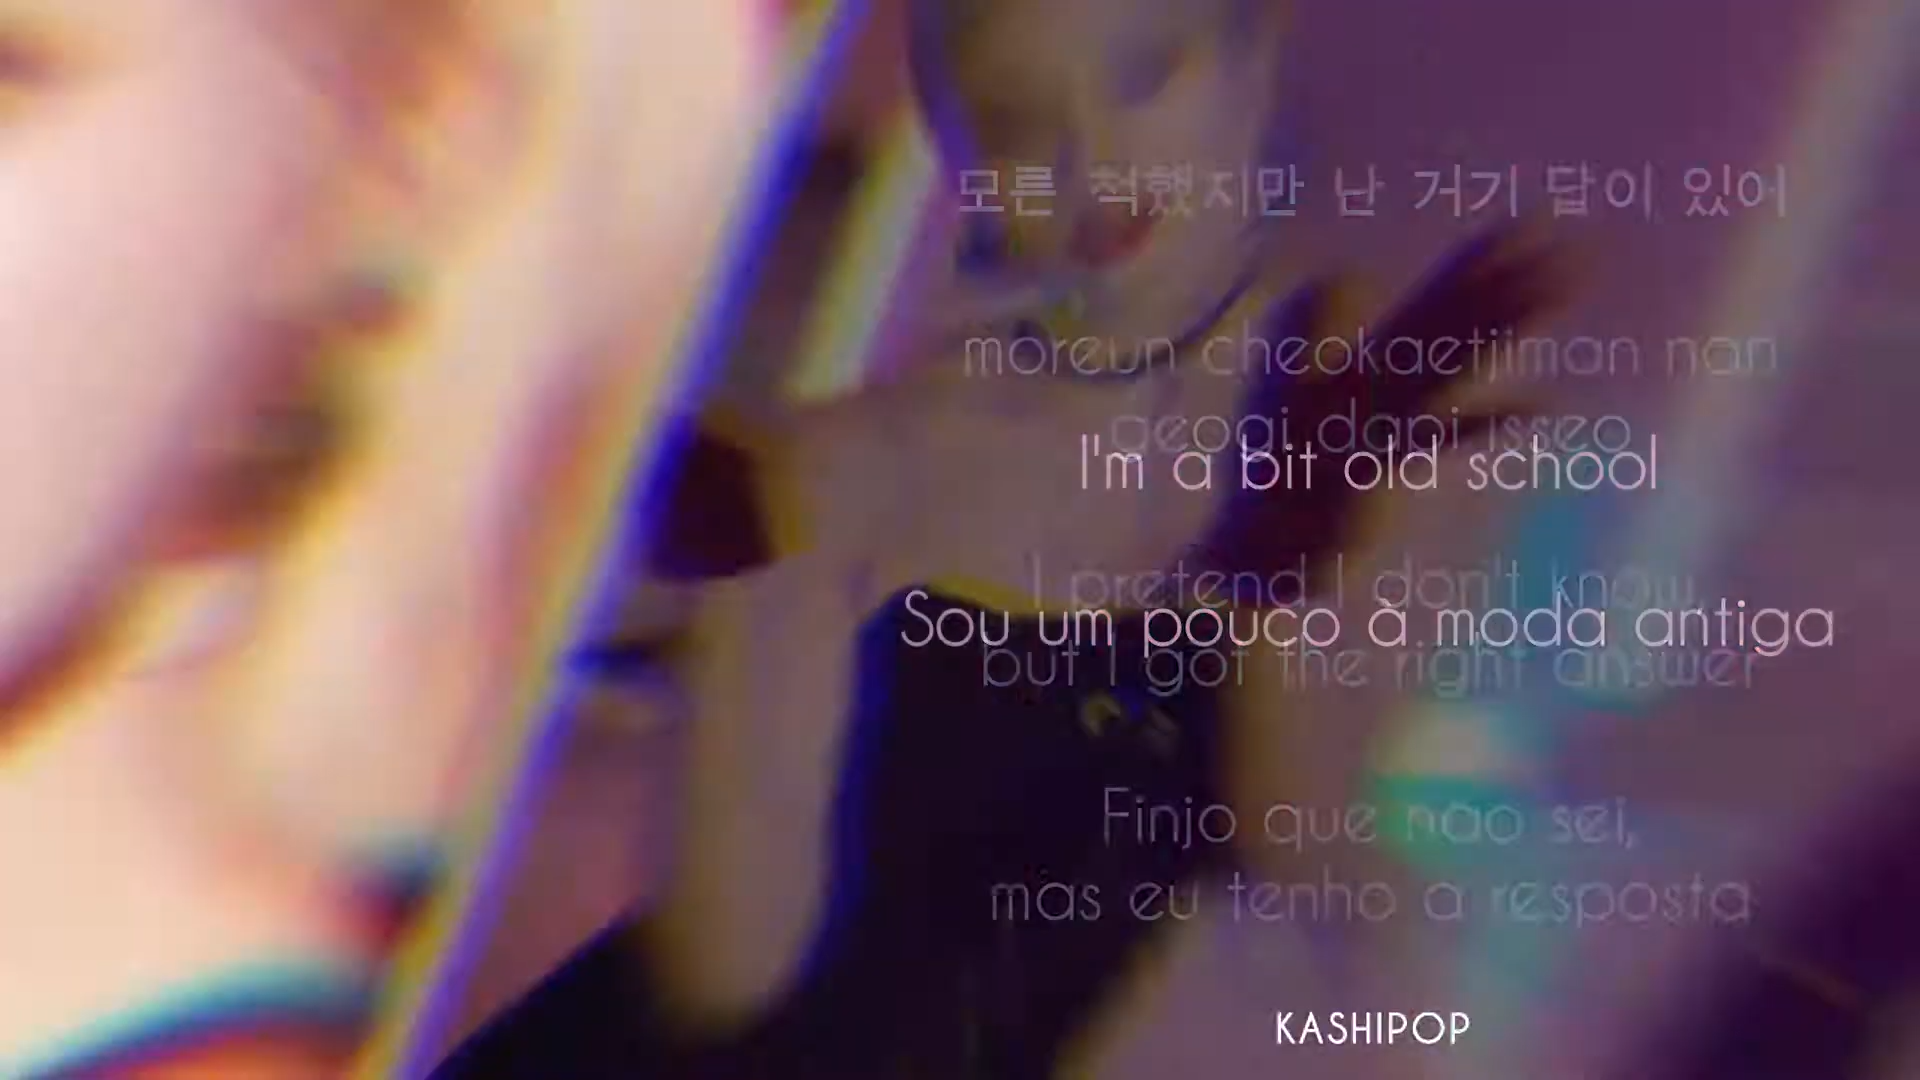 모른 척했지만 난 거기 답이 있어
moreun cheokaetjiman nan
geogi dapi isseo
I'm a bit old school
I pretend I don't know,
Sou um pouco à moda antiga
but I got the right answer
Finjo que não sei,
mas eu tenho a resposta
KASHIPOP